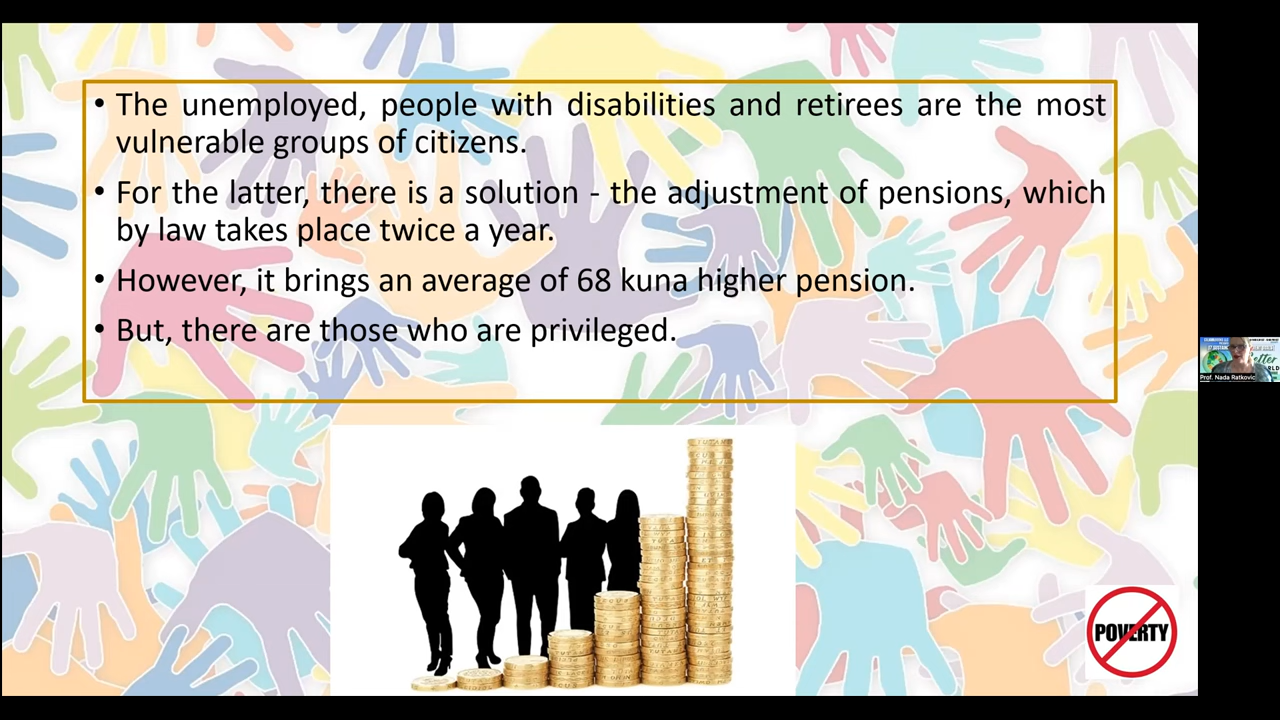 • The unemployed, people with disabilities and retirees are the most
vulnerable groups of citizens.
• For the latter, there is a solution - the adjustment of pensions, which
by law takes place twice a year.
• However, it brings an average of 68 kuna higher pension.
• But, there are those who are privileged.
Prof. Nada Ratkovic
POVERTY